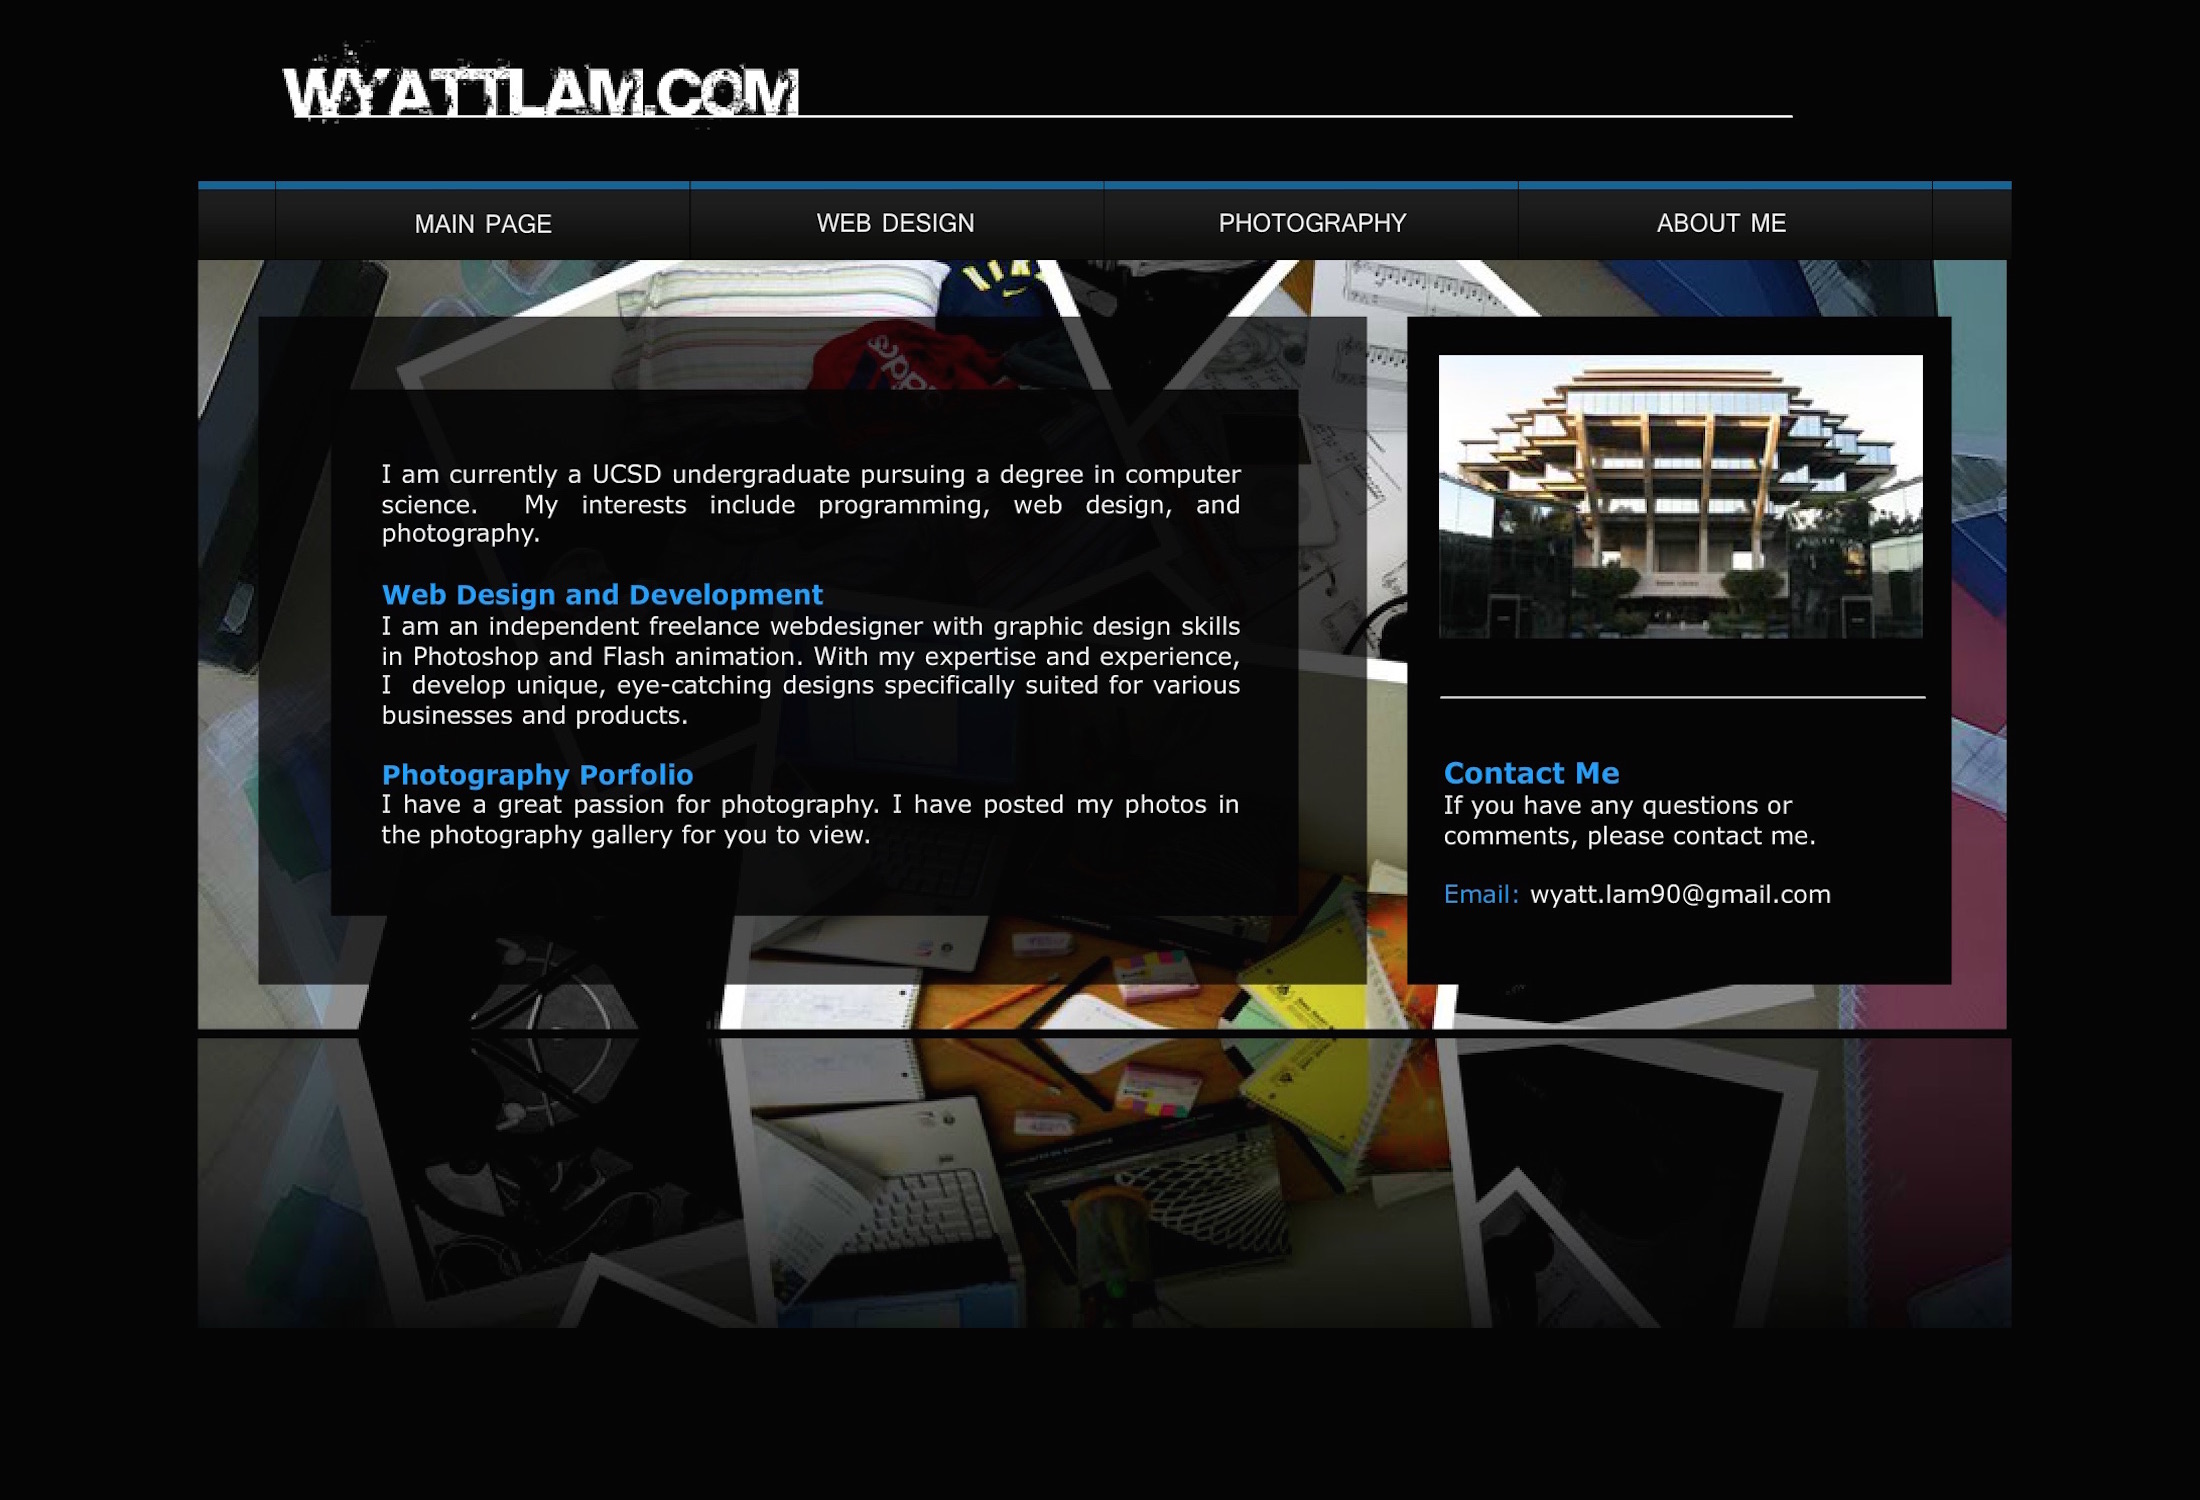 WYATTLAM.COM
MAIN PAGE
WEB DESIGN
PHOTOGRAPHY
ABOUT ME
I am currently a UCSD undergraduate pursuing a degree in computer
science. My interests include programming, web design, and
photography.
Web Design and Development
I am an independent freelance webdesigner with graphic design skills
in Photoshop and Flash animation. With my expertise and experience,
I develop unique, eye-catching designs specifically suited for various
businesses and products.
Photography Porfolio
I have a great passion for photography. I have posted my photos in
the photography gallery for you to view.
Contact Me
If you have any questions or
comments, please contact me.
Email: wyatt.lam90@gmail.com